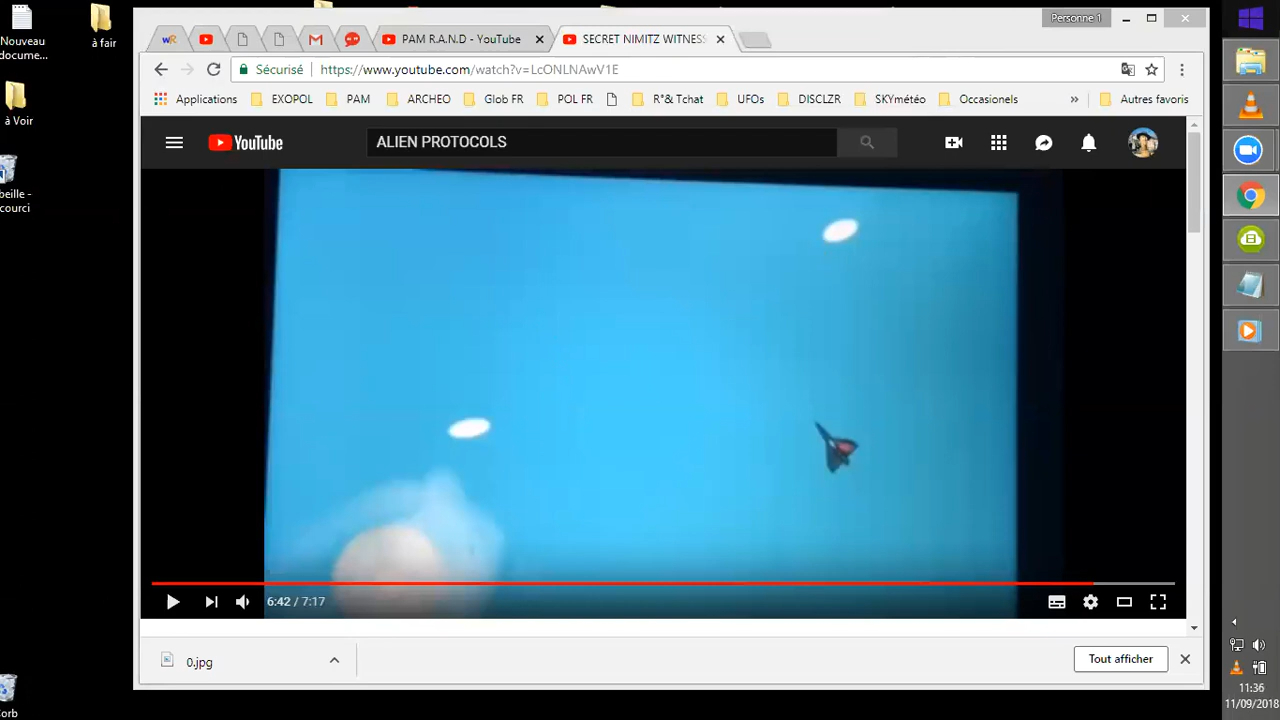 Nouveau
docume...
à fair
à Voir
beille -
courci
Corb
Personne 1
wR
PAM R.A.N.D - YouTube
SECRET NIMITZ WITNESS
Sécurisé
https://www.youtube.com/watch?v=LcONLNAwV1E
Applications
EXOPOL
PAM
ARCHEO
Glob FR
POL FR
R°& Tchat
UFOs
DISCLZR
SKYmétéo
Occasionels
»
Autres favoris
YouTube
ALIEN PROTOCOLS
6:42 / 7:17
0.jpg
Tout afficher
11:36
11/09/2018